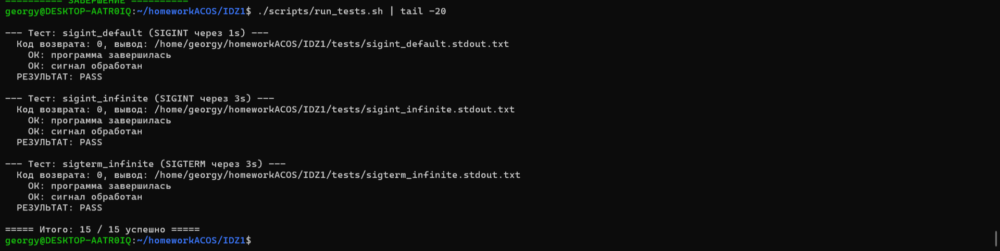 ========== ЗАВЕРШЕНИЕ ==========
georgy@DESKTOP-AATR0IQ:~/homeworkACOS/IDZ1$ ./scripts/run_tests.sh | tail -20
--- Тест: sigint_default (SIGINT через 1s) ---
Код возврата: 0, вывод: /home/georgy/homeworkACOS/IDZ1/tests/sigint_default.stdout.txt
OK: программа завершилась
OK: сигнал обработан
РЕЗУЛЬТАТ: PASS
--- Тест: sigint_infinite (SIGINT через 3s) ---
Код возврата: 0, вывод: /home/georgy/homeworkACOS/IDZ1/tests/sigint_infinite.stdout.txt
OK: программа завершилась
OK: сигнал обработан
РЕЗУЛЬТАТ: PASS
--- Тест: sigterm_infinite (SIGTERM через 3s) ---
Код возврата: 0, вывод: /home/georgy/homeworkACOS/IDZ1/tests/sigterm_infinite.stdout.txt
OK: программа завершилась
OK: сигнал обработан
РЕЗУЛЬТАТ: PASS
===== Итого: 15 / 15 успешно =====
georgy@DESKTOP-AATR0IQ:~/homeworkACOS/IDZ1$